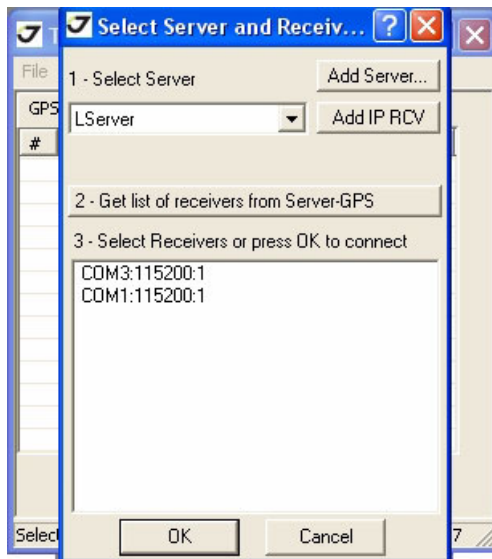 Select Server and Receiv...
File
1 - Select Server
Add Server...
GPS
LServer
Add IP RCV
#
2 - Get list of receivers from Server-GPS
3 - Select Receivers or press OK to connect
COM3:115200:1
COM1:115200:1
Selec
OK
Cancel
7